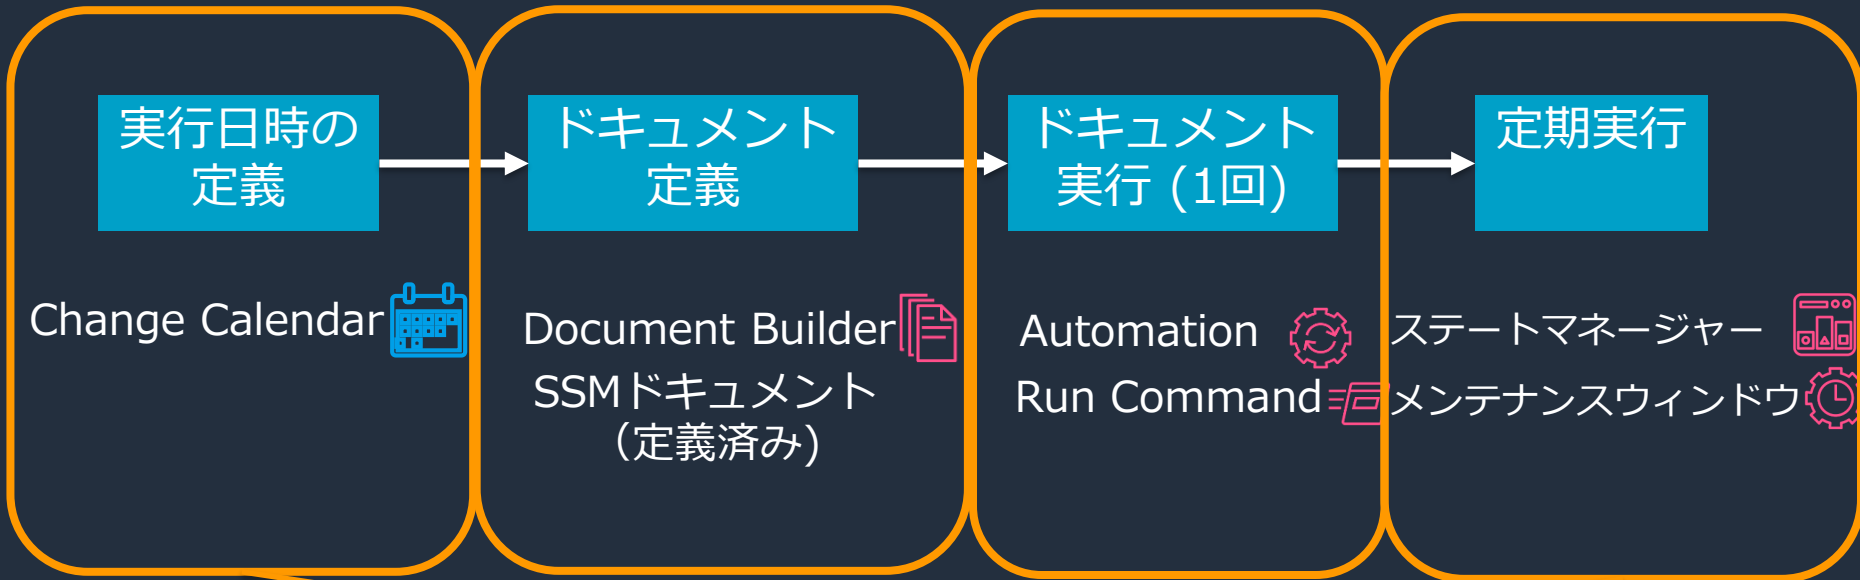 実行日時の
定義
ドキュメント
定義
ドキュメント
実行 (1回)
定期実行
Change Calendar
Document Builder
SSMドキュメント
（定義済み)
Automation
Run Command
ステートマネージャー
メンテナンスウィンドウ